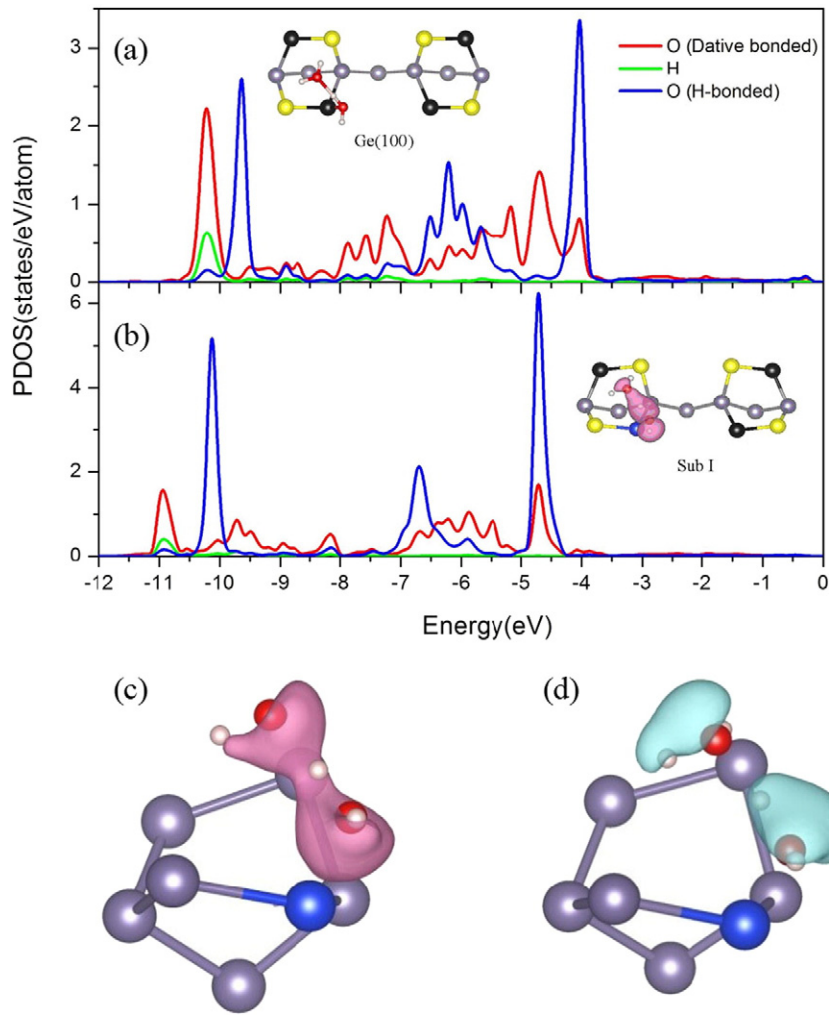 (a)
O (Dative bonded)
H
O (H-bonded)
Ge(100)
3
2
1
0
PDOS(states/eV/atom)
(b)
Sub I
6
4
2
0
-12 -11 -10 -9 -8 -7 -6 -5 -4 -3 -2 -1 0
Energy(eV)
(c)
(d)